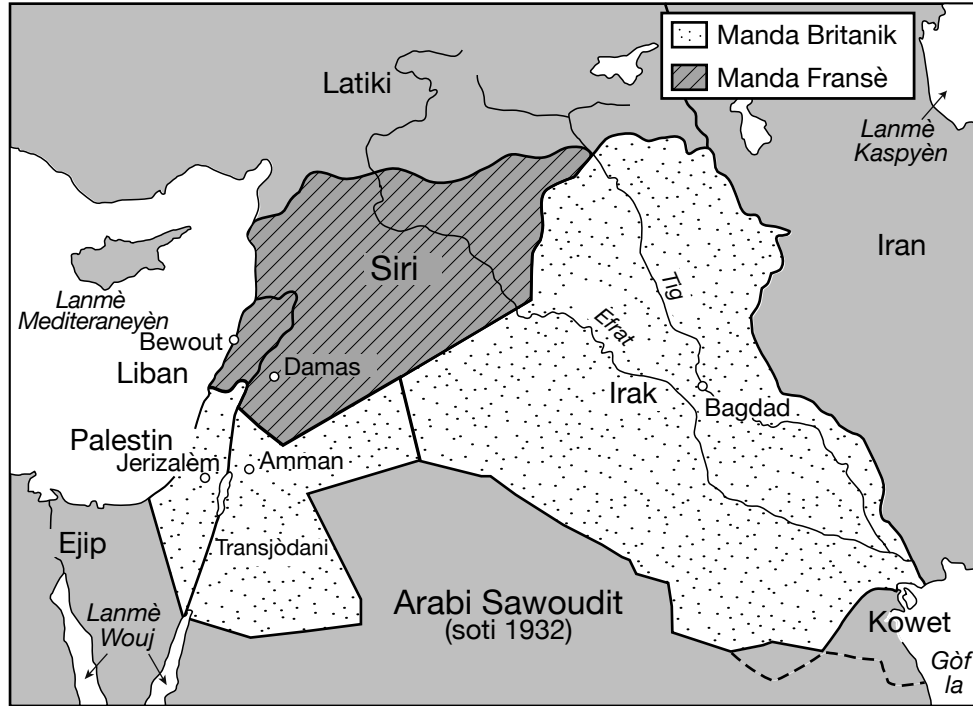 Manda Britanik
Manda Fransè
Latiki
Lanmè
Kaspyèn
Iran
Siri
Tig
Efrat
Lanmè
Mediteraneyèn
Bewout
Liban
Damas
Irak
Bagdad
Palestin
Jerizalèm
Amman
Ejip
Transjòdani
Lanmè
Wouj
Arabi Sawoudit
(soti 1932)
Kowet
Gòf
la